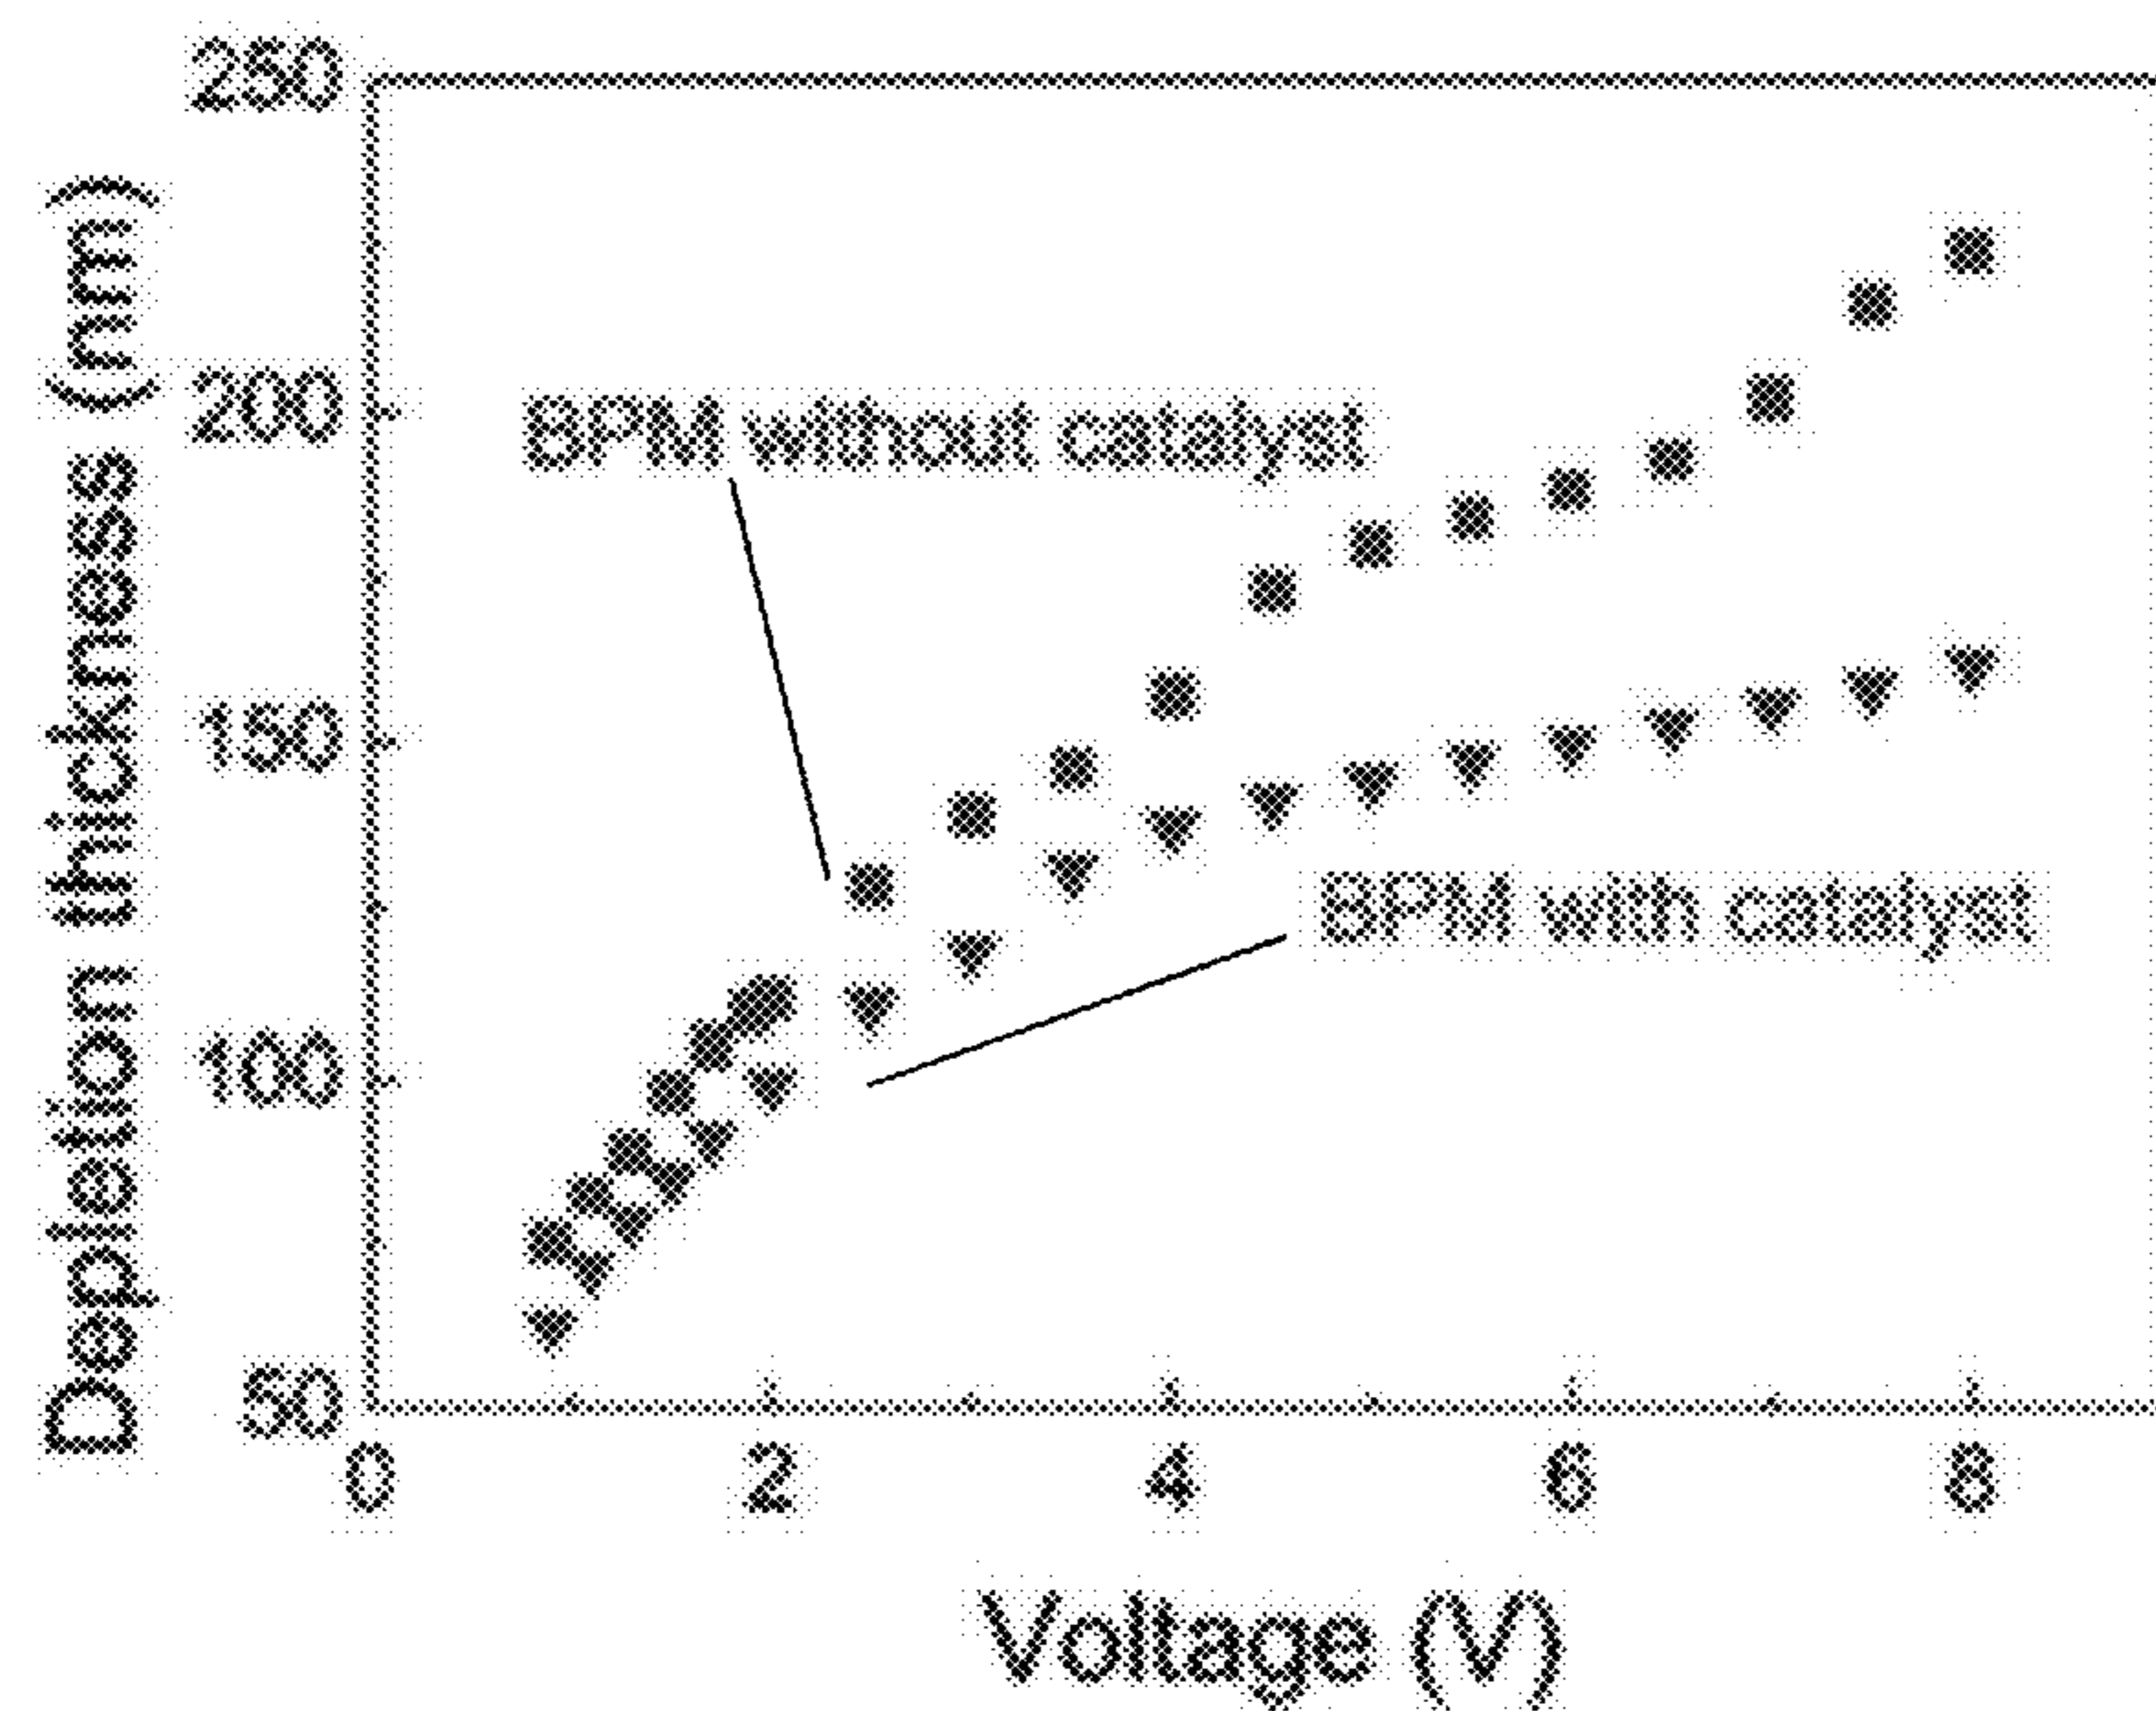 Depletion thickness (nm)
250
200
150
100
50
BPM without catalyst
BPM with catalyst
0 2 4 6 8
Voltage (V)